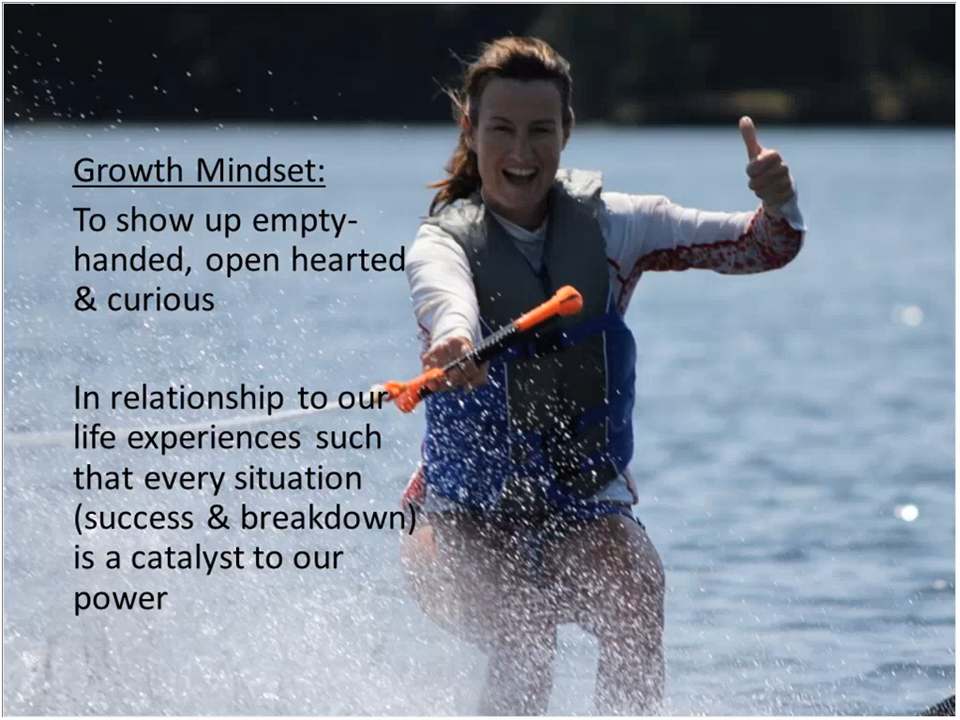 Growth Mindset:
To show up empty-
handed, open hearted
& curious
In relationship to our
life experiences such
that every situation
(success & breakdown)
is a catalyst to our
power